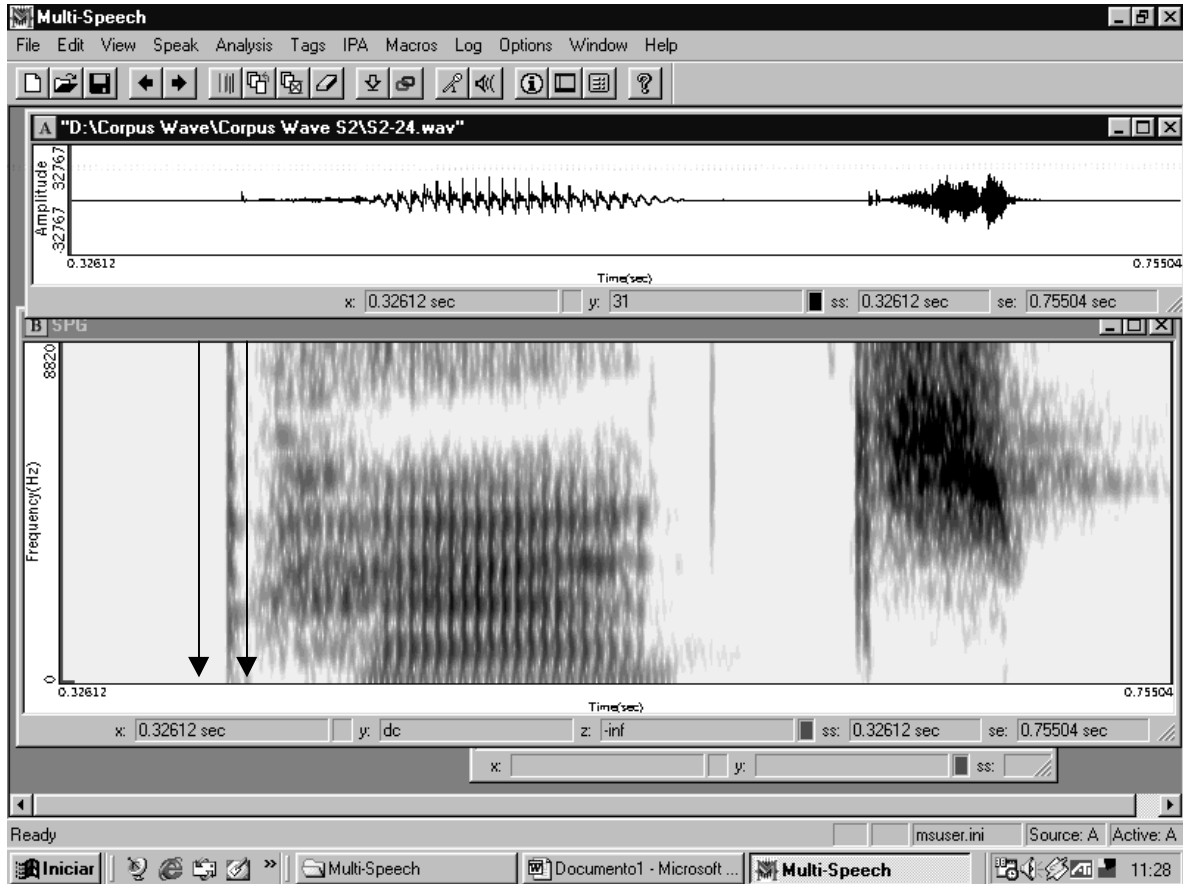 Multi-Speech
File Edit View Speak Analysis Tags IPA Macros Log Options Window Help
A "D:\Corpus Wave\Corpus Wave S2\S2-24.wav"
Amplitude
-32767 32767
0.32612 0.75504
Time(sec)
x: 0.32612 sec y: 31 ss: 0.32612 sec se: 0.75504 sec
B SPG
8820
Frequency(Hz)
0
0.32612 0.75504
Time(sec)
x: 0.32612 sec y: dc z: -inf ss: 0.32612 sec se: 0.75504 sec
x: y: ss:
Ready msuser.ini Source: A Active: A
Iniciar » Multi-Speech Documento1 - Microsoft ... Multi-Speech 11:28